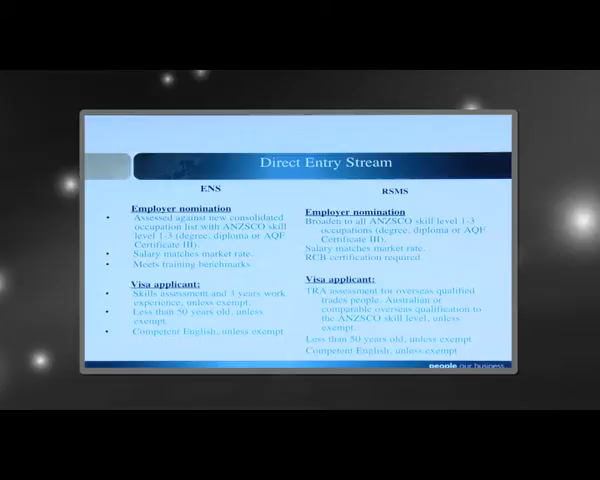 Direct Entry Stream
ENS
Employer nomination
• Assessed against new consolidated
occupation list with ANZSCO skill
level 1-3 (degree, diploma or AQF
Certificate III).
• Salary matches market rate.
• Meets training benchmarks
Visa applicant:
• Skills assessment and 3 years work
experience, unless exempt.
• Less than 50 years old, unless
exempt
• Competent English, unless exempt
RSMS
Employer nomination
Broaden to all ANZSCO skill level 1-3
occupations (degree, diploma or AQF
Certificate III).
Salary matches market rate.
RCB certification required.
Visa applicant:
TRA assessment for overseas qualified
trades people, Australian or
comparable overseas qualification to
the ANZSCO skill level, unless
exempt.
Less than 50 years old, unless exempt
Competent English, unless exempt
people our business